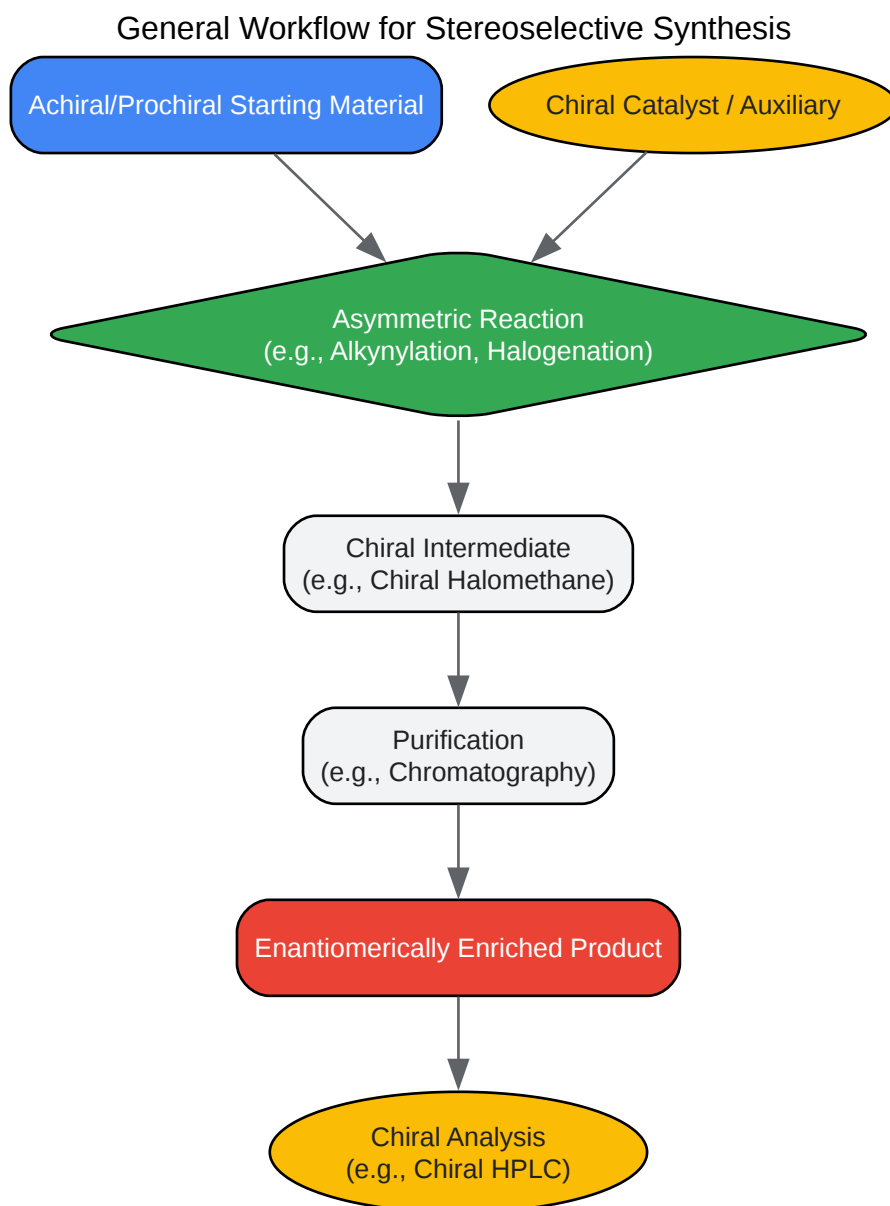 General Workflow for Stereoselective Synthesis
Achiral/Prochiral Starting Material
Chiral Catalyst / Auxiliary
Asymmetric Reaction
(e.g., Alkynylation, Halogenation)
Chiral Intermediate
(e.g., Chiral Halomethane)
Purification
(e.g., Chromatography)
Enantiomerically Enriched Product
Chiral Analysis
(e.g., Chiral HPLC)